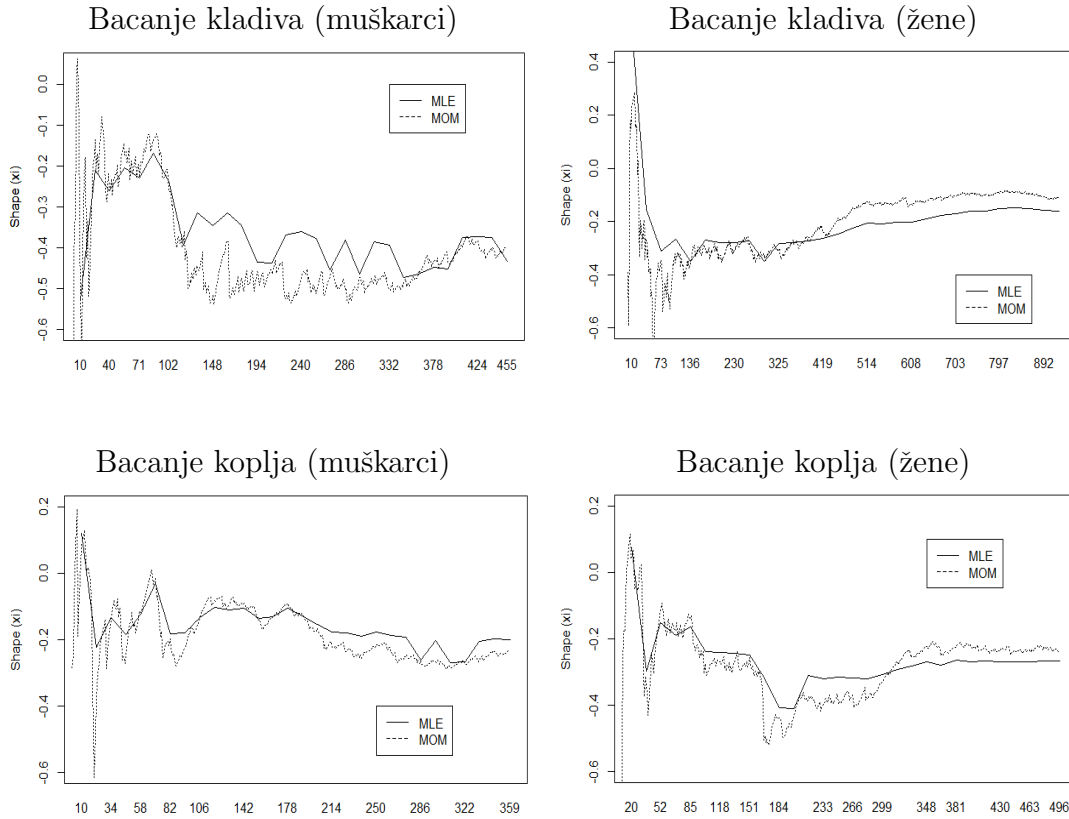 Bacanje kladiva (muškarci)
Shape (xi)
0.0
-0.1
-0.2
-0.3
-0.4
-0.5
-0.6
MLE
MOM
10 40 71 102 148 194 240 286 332 378 424 455
Bacanje kladiva (žene)
Shape (xi)
0.4
0.2
0.0
-0.2
-0.4
-0.6
MLE
MOM
10 73 136 230 325 419 514 608 703 797 892
Bacanje koplja (muškarci)
Shape (xi)
0.2
0.0
-0.2
-0.4
-0.6
MLE
MOM
10 34 58 82 106 142 178 214 250 286 322 359
Bacanje koplja (žene)
Shape (xi)
0.2
0.0
-0.2
-0.4
-0.6
MLE
MOM
20 52 85 118 151 184 233 266 299 348 381 430 463 496